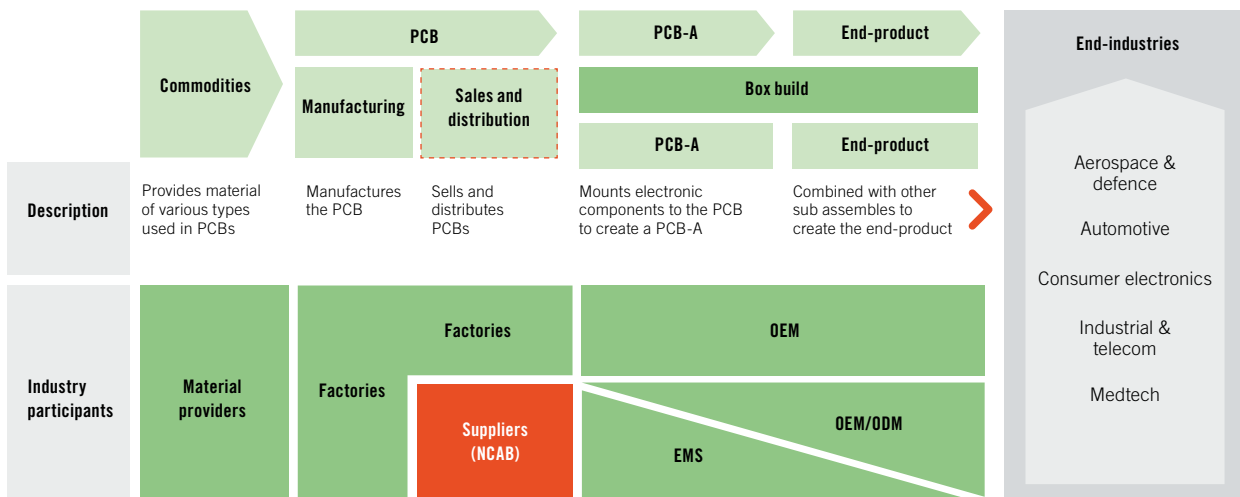 PCB
PCB-A
End-product
End-industries
Commodities
Manufacturing
Sales and
distribution
Box build
PCB-A
End-product
Description
Provides material
of various types
used in PCBs
Manufactures
the PCB
Sells and
distributes
PCBs
Mounts electronic
components to the PCB
to create a PCB-A
Combined with other
sub assembles to
create the end-product
Aerospace &
defence
Automotive
Consumer electronics
Industrial &
telecom
Medtech
Industry
participants
Material
providers
Factories
Factories
Suppliers
(NCAB)
OEM
EMS
OEM/ODM